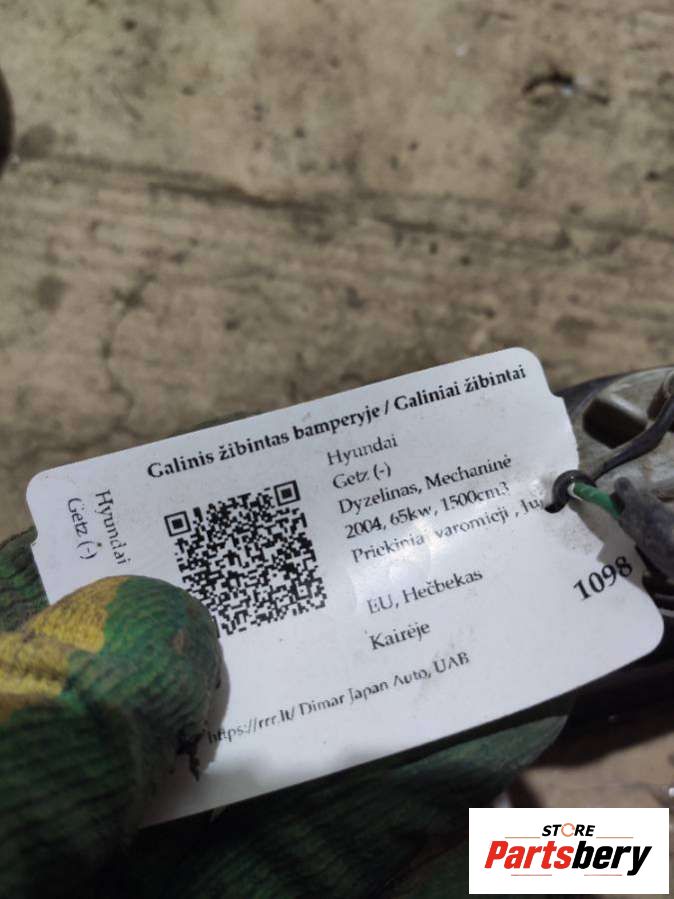 Galinis žibintas bamperyje / Galiniai žibintai
Hyundai
Getz (-)
Hyundai
Getz (-)
Dyzelinas, Mechaninė
2004, 65kw, 1500cm3
Priekiniai varomieji ,
EU, Hečbekas
Kairėje
1098
https://rrr.lt/ Dimar Japan Auto, UAB
STORE
Partsbery